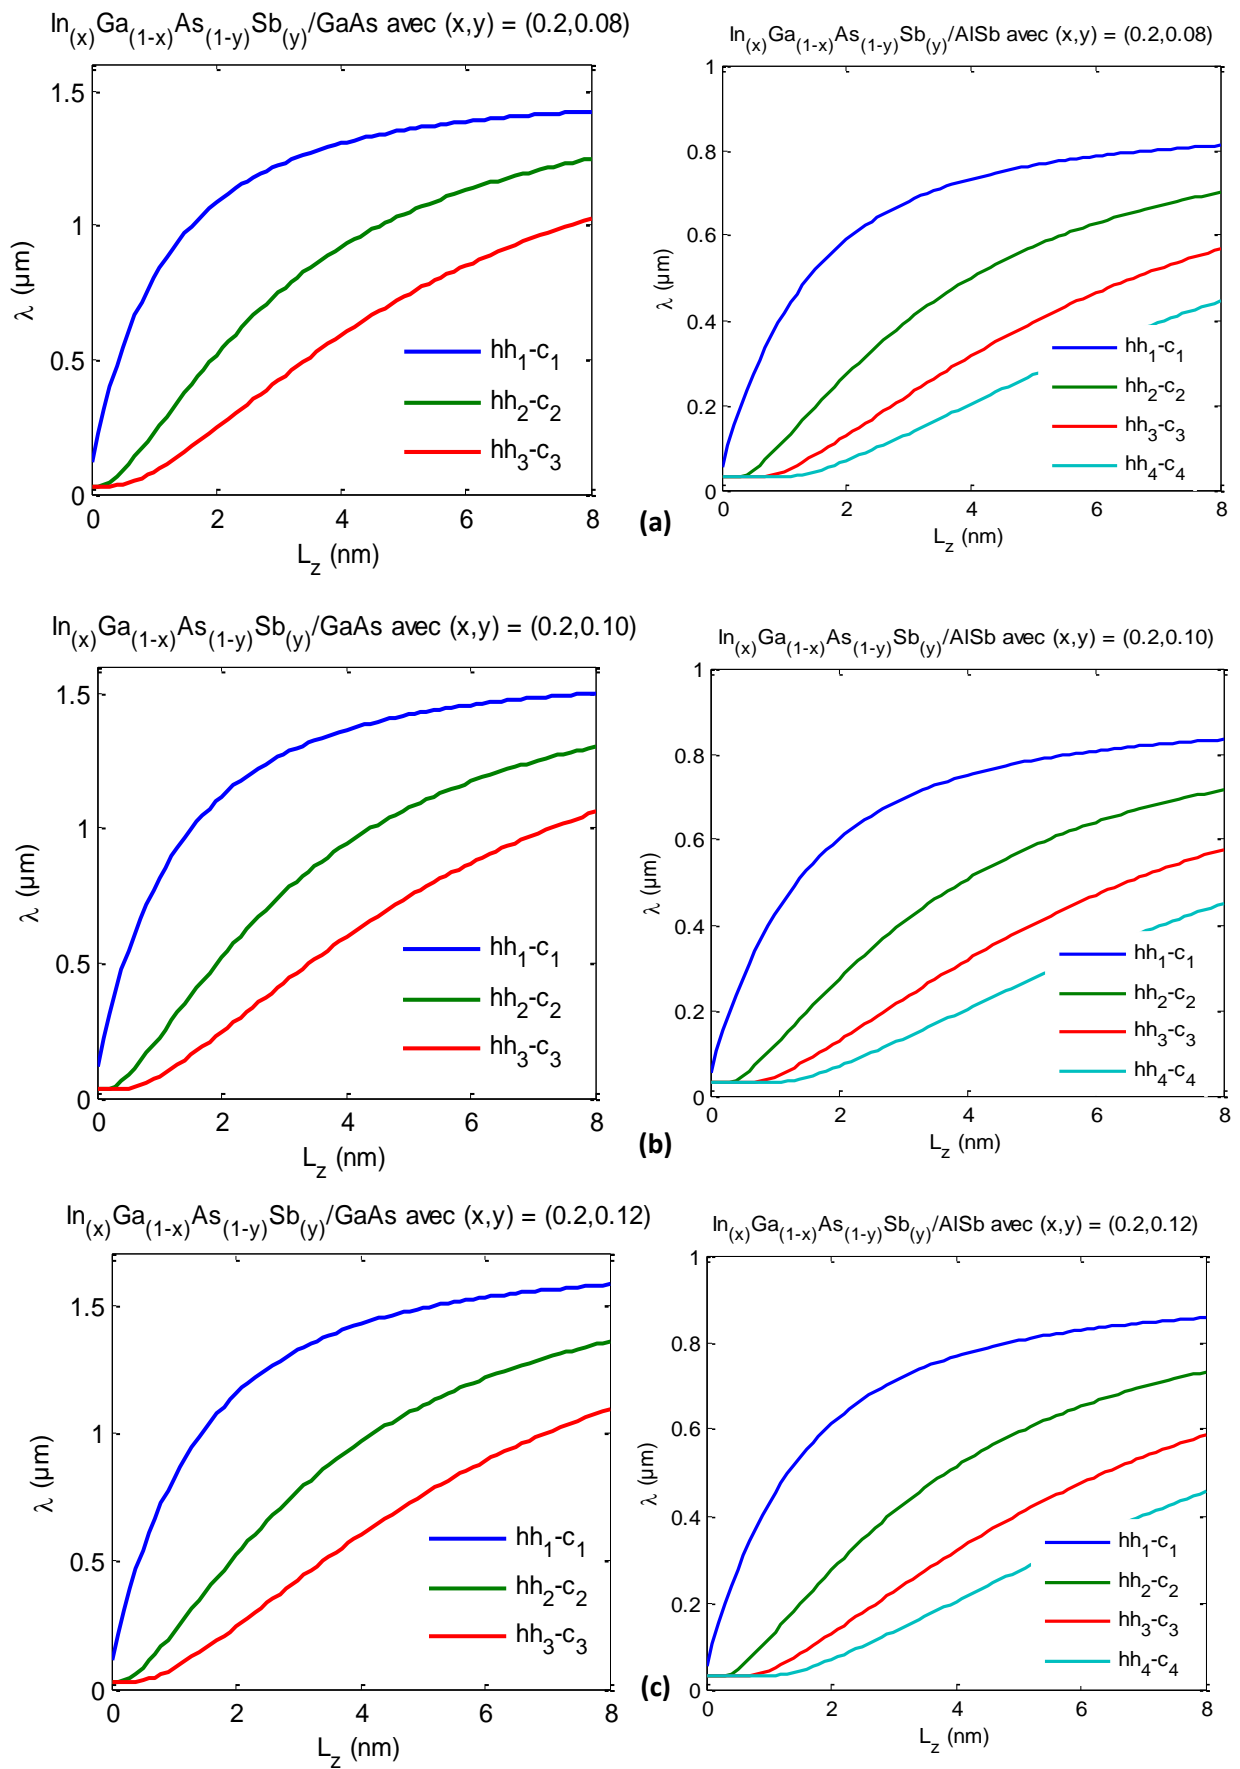 In(x)Ga(1-x)As(1-y)Sb(y)/GaAs avec (x,y) = (0.2,0.08)
1.5
1
0.5
0
λ (µm)
hh1-c1
hh2-c2
hh3-c3
0 2 4 6 8
Lz (nm)
In(x)Ga(1-x)As(1-y)Sb(y)/AlSb avec (x,y) = (0.2,0.08)
1
0.8
0.6
0.4
0.2
0
λ (µm)
hh1-c1
hh2-c2
hh3-c3
hh4-c4
0 2 4 6 8
Lz (nm)
(a)
In(x)Ga(1-x)As(1-y)Sb(y)/GaAs avec (x,y) = (0.2,0.10)
1.5
1
0.5
0
λ (µm)
hh1-c1
hh2-c2
hh3-c3
0 2 4 6 8
Lz (nm)
In(x)Ga(1-x)As(1-y)Sb(y)/AlSb avec (x,y) = (0.2,0.10)
1
0.8
0.6
0.4
0.2
0
λ (µm)
hh1-c1
hh2-c2
hh3-c3
hh4-c4
0 2 4 6 8
Lz (nm)
(b)
In(x)Ga(1-x)As(1-y)Sb(y)/GaAs avec (x,y) = (0.2,0.12)
1.5
1
0.5
0
λ (µm)
hh1-c1
hh2-c2
hh3-c3
0 2 4 6 8
Lz (nm)
In(x)Ga(1-x)As(1-y)Sb(y)/AlSb avec (x,y) = (0.2,0.12)
1
0.8
0.6
0.4
0.2
0
λ (µm)
hh1-c1
hh2-c2
hh3-c3
hh4-c4
0 2 4 6 8
Lz (nm)
(c)